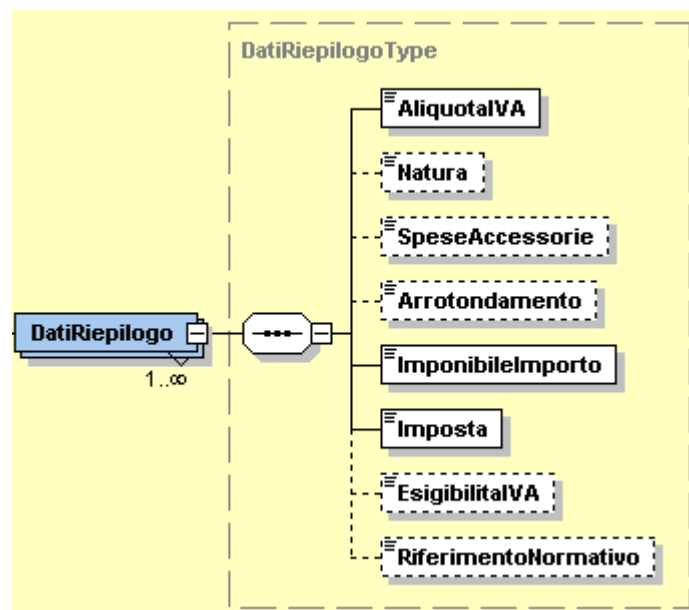 DatiRiepilogoType
AliquotaIVA
Natura
SpeseAccessorie
Arrotondamento
DatiRiepilogo
1..∞
ImponibileImporto
Imposta
EsigibilitaIVA
RiferimentoNormativo